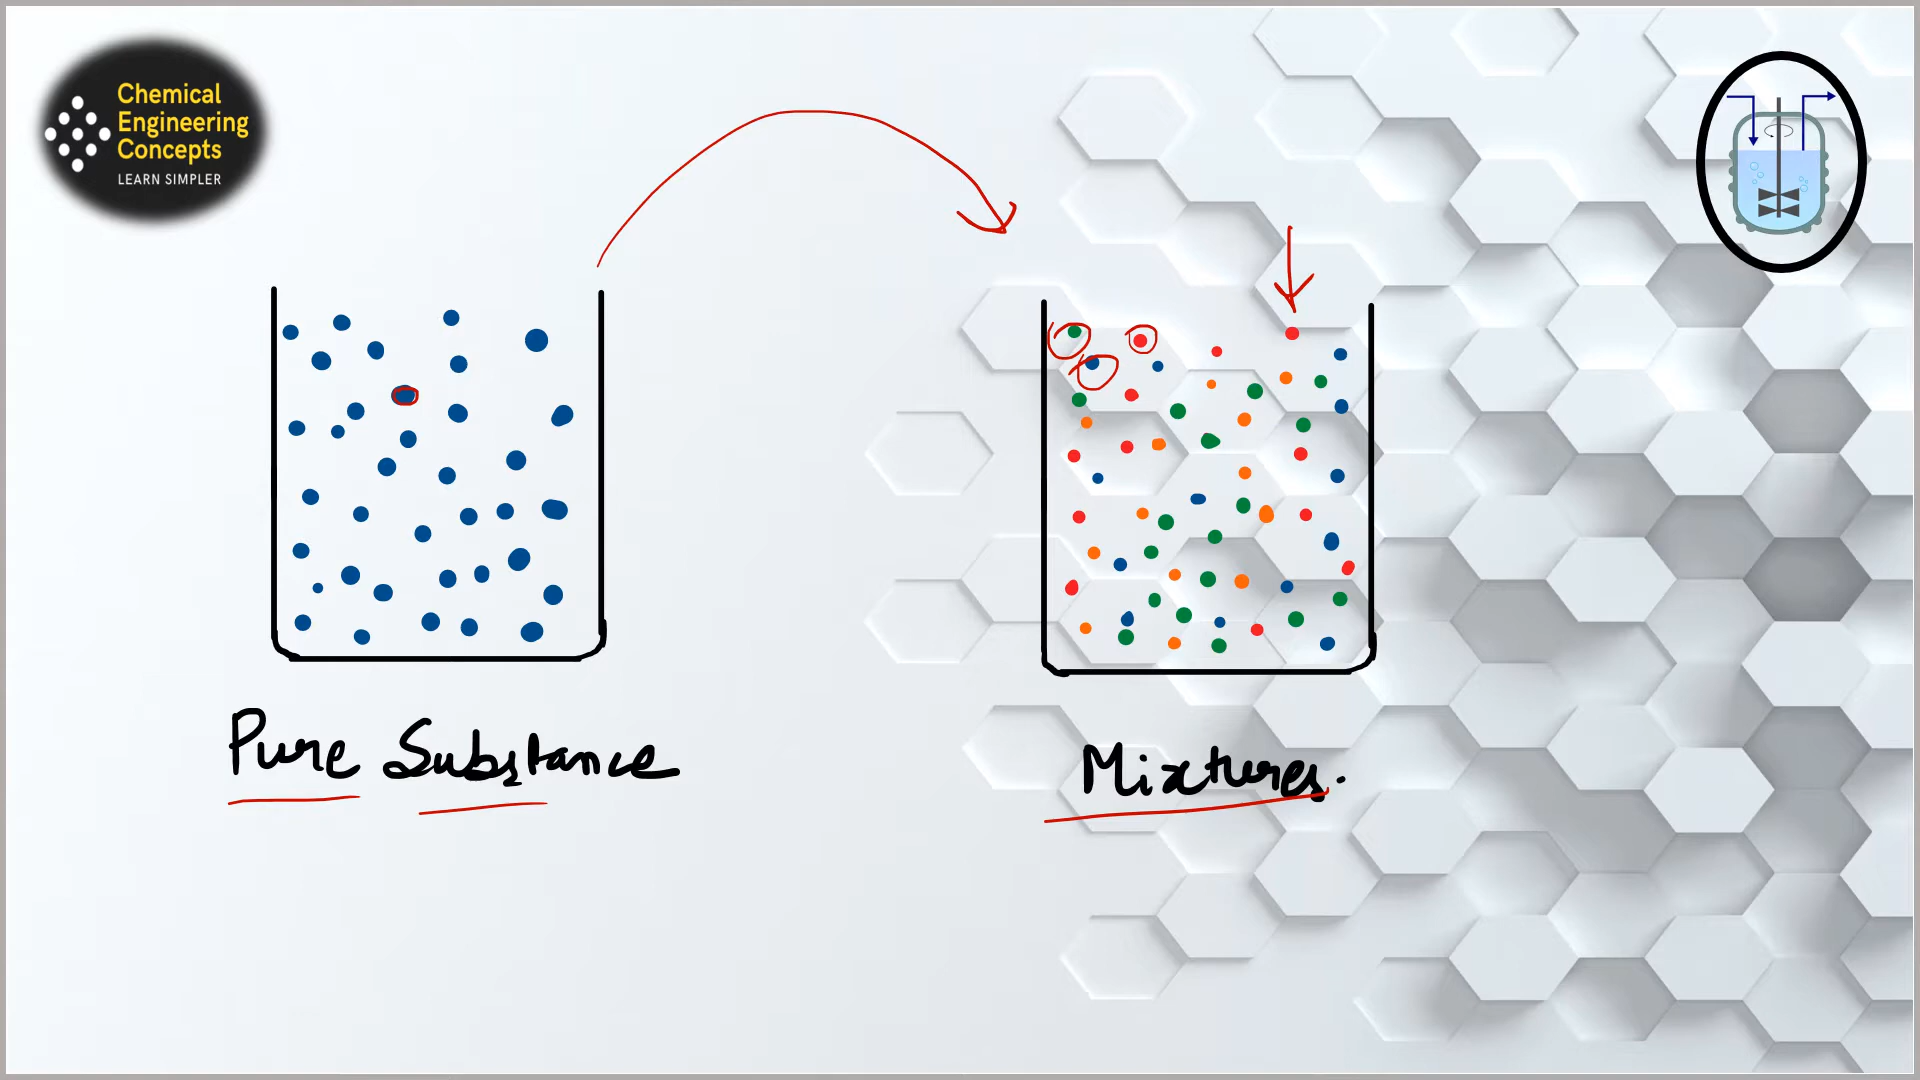 Chemical
Engineering
Concepts
LEARN SIMPLER
Pure Substance
Mixtures.